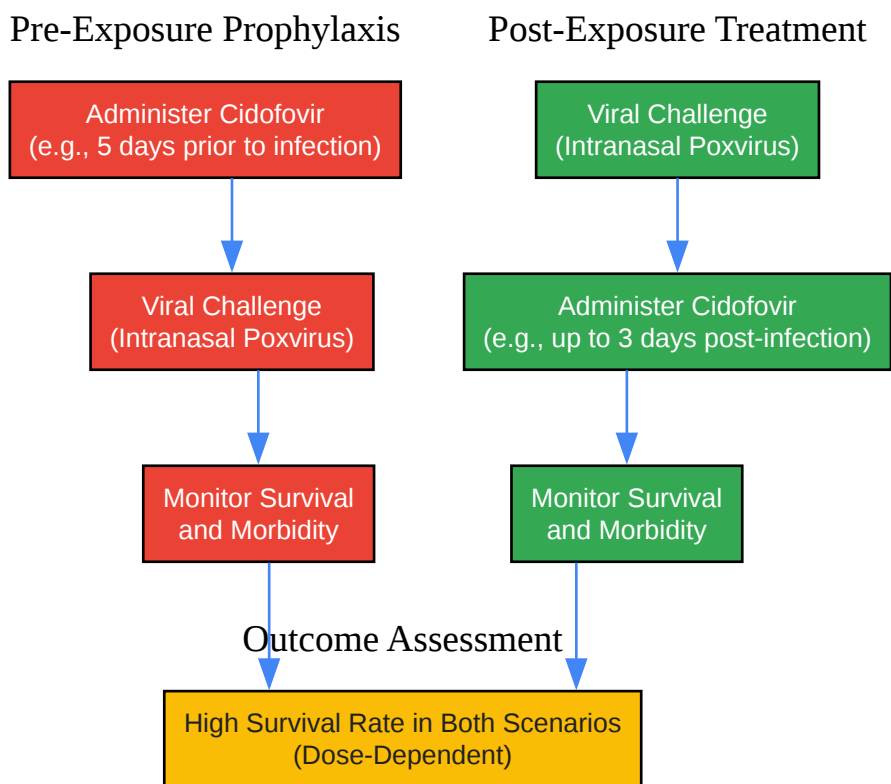 Pre-Exposure Prophylaxis
Administer Cidofovir
(e.g., 5 days prior to infection)
Viral Challenge
(Intranasal Poxvirus)
Monitor Survival
and Morbidity
Post-Exposure Treatment
Viral Challenge
(Intranasal Poxvirus)
Administer Cidofovir
(e.g., up to 3 days post-infection)
Monitor Survival
and Morbidity
Outcome Assessment
High Survival Rate in Both Scenarios
(Dose-Dependent)